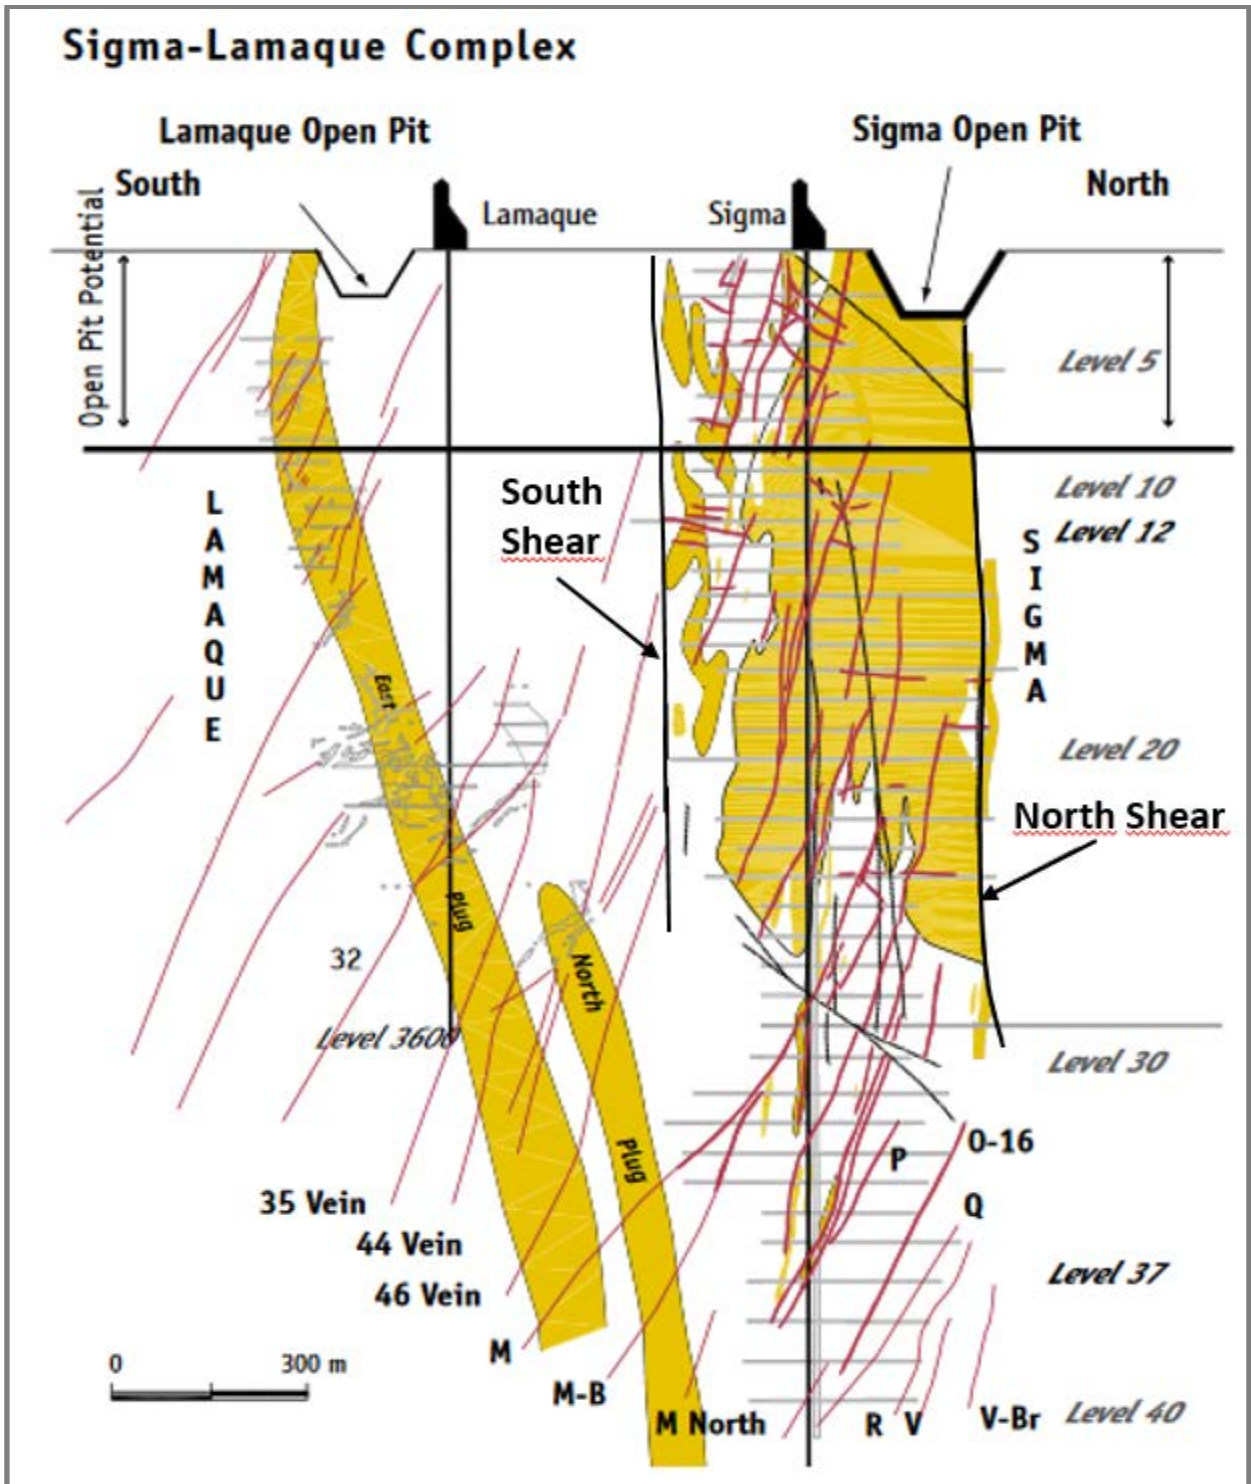 Sigma-Lamaque Complex
Lamaque Open Pit
Sigma Open Pit
South
North
Lamaque
Sigma
Open Pit Potential
Level 5
Level 10
Level 12
LAMAQUE
South
Shear
SIGMA
East
Level 20
North Shear
Plug
32
North
Level 3600
Level 30
Plug
P
O-16
Q
35 Vein
44 Vein
46 Vein
Level 37
M
0 300 m
M-B
M North
R V
V-Br
Level 40